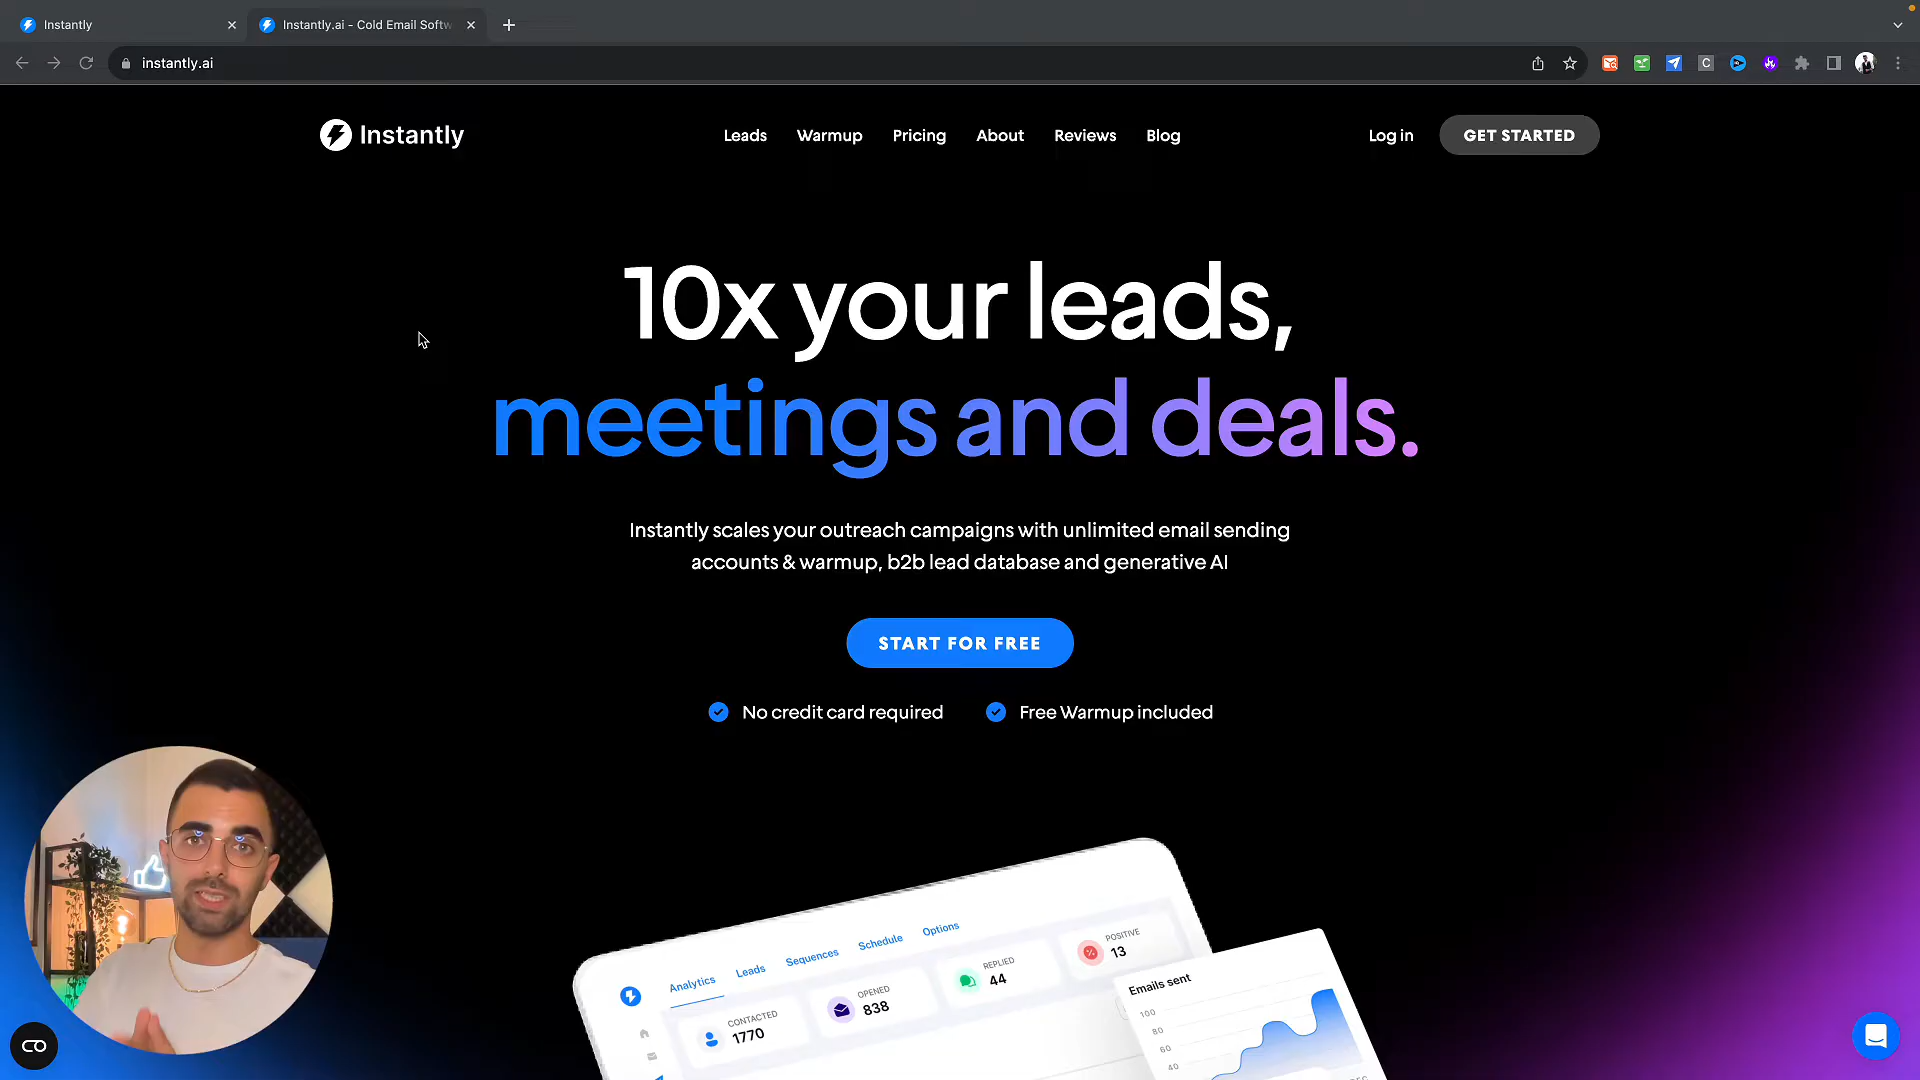 Instantly
Instantly.ai - Cold Email Softw
instantly.ai
C
Instantly
Leads
Warmup
Pricing
About
Reviews
Blog
Log in
GET STARTED
10x your leads,
meetings and deals.
Instantly scales your outreach campaigns with unlimited email sending
accounts & warmup, b2b lead database and generative AI
START FOR FREE
No credit card required
Free Warmup included
Analytics
Leads
Sequences
Schedule
Options
CONTACTED
1770
OPENED
838
REPLIED
44
POSITIVE
13
Emails sent
100
80
60
40